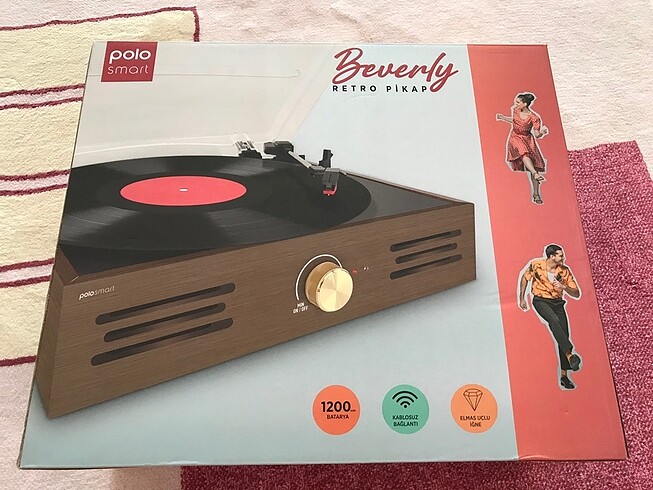 polo
smart
Beverly
RETRO PİKAP
polosmart
MIN
ON / OFF
1200
BATARYA
KABLOSUZ
BAĞLANTI
ELMAS UÇLU
İĞNE